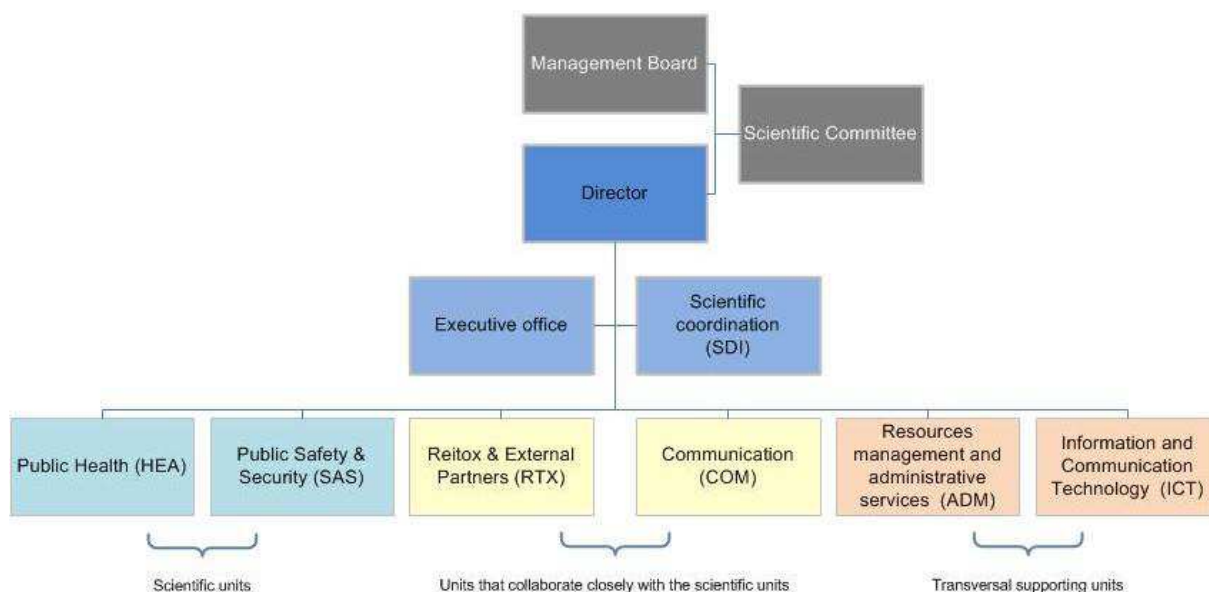 Management Board
Scientific Committee
Director
Executive office
Scientific
coordination
(SDI)
Public Health (HEA)
Public Safety &
Security (SAS)
Reitox & External
Partners (RTX)
Communication
(COM)
Resources
management and
administrative
services (ADM)
Information and
Communication
Technology (ICT)
Scientific units
Units that collaborate closely with the scientific units
Transversal supporting units